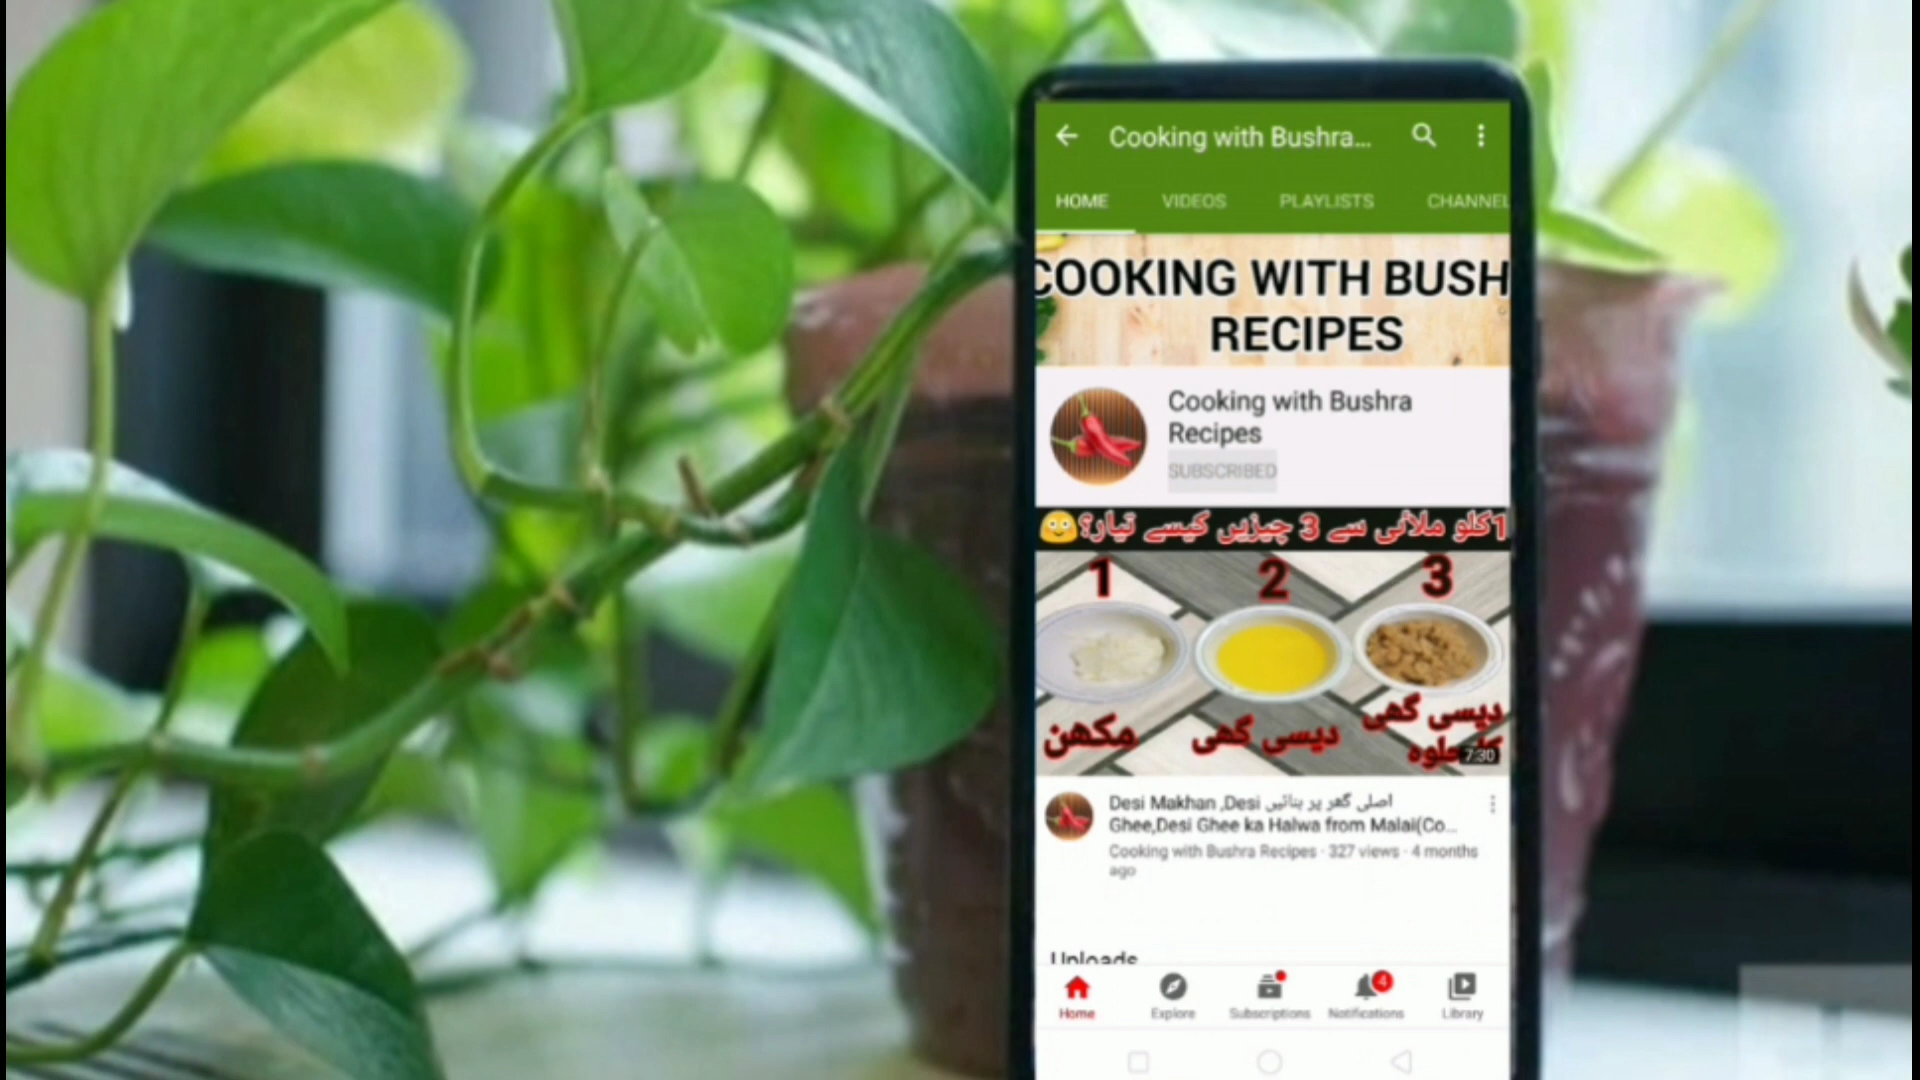 Cooking with Bushra...
HOME VIDEOS PLAYLISTS CHANNEL
COOKING WITH BUSH
RECIPES
Cooking with Bushra
Recipes
SUBSCRIBED
1کلو ملائی سے 3 چیزیں کیسے تیار؟
1 2 3
مکھن دیسی گھی دیسی گھی
کا حلوہ
7:30
Desi Makhan ,Desi اصلی گھر پر بنائیں
Ghee,Desi Ghee ka Halwa from Malai(Co...
Cooking with Bushra Recipes · 327 views · 4 months
ago
Uploads
4
Home Explore Subscriptions Notifications Library